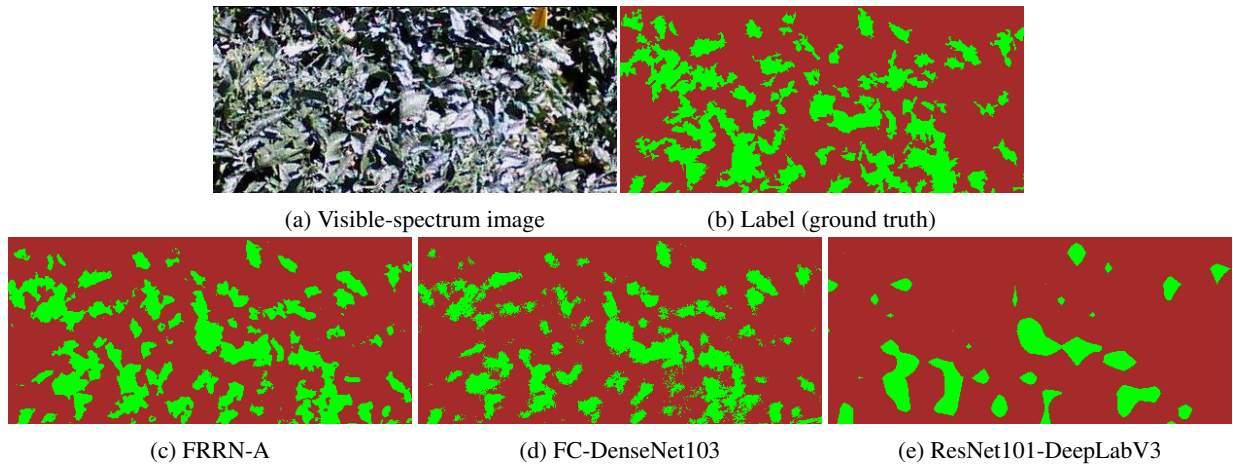 (a) Visible-spectrum image
(b) Label (ground truth)
(c) FRRN-A
(d) FC-DenseNet103
(e) ResNet101-DeepLabV3